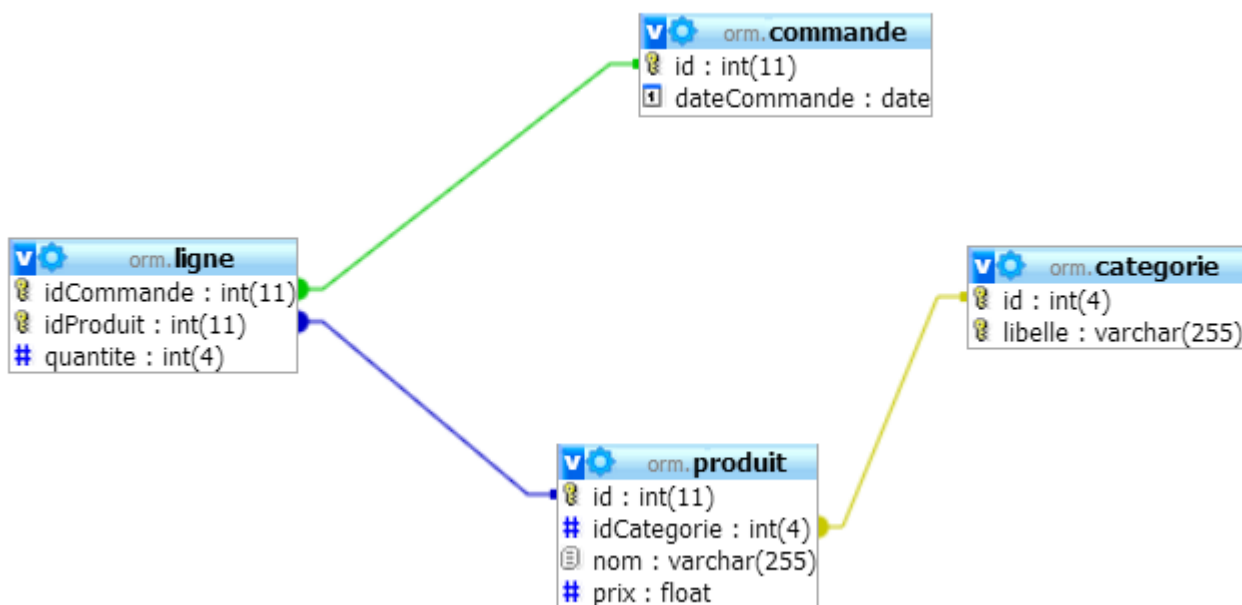 orm.commande
id : int(11)
dateCommande : date
orm.ligne
idCommande : int(11)
idProduit : int(11)
# quantite : int(4)
orm.categorie
id : int(4)
libelle : varchar(255)
orm.produit
id : int(11)
# idCategorie : int(4)
nom : varchar(255)
# prix : float